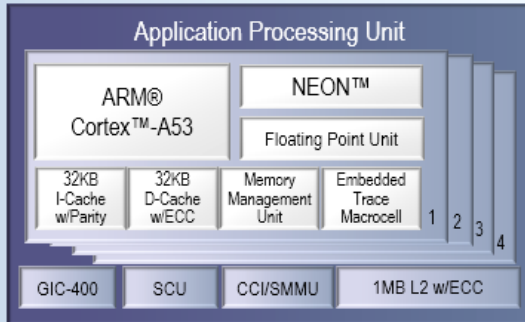 Application Processing Unit
ARM®
Cortex™-A53
NEON™
Floating Point Unit
32KB
I-Cache
w/Parity
32KB
D-Cache
w/ECC
Memory
Management
Unit
Embedded
Trace
Macrocell
1
2
3
4
GIC-400
SCU
CCI/SMMU
1MB L2 w/ECC